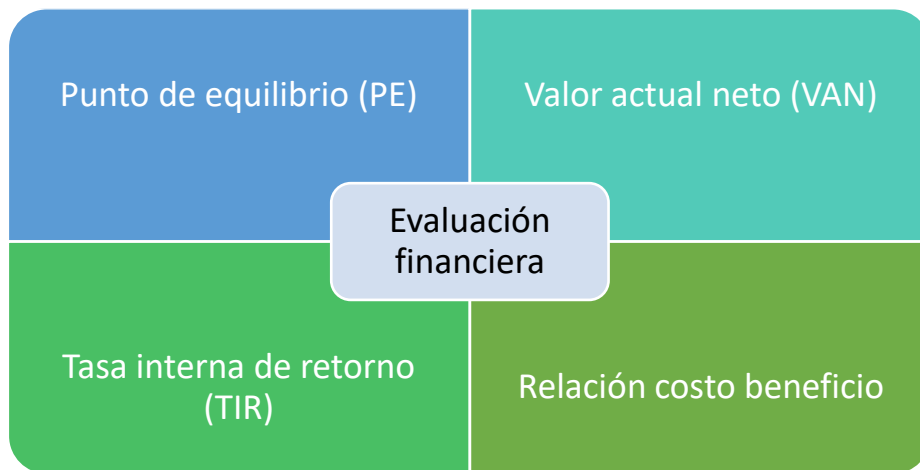 Punto de equilibrio (PE)
Valor actual neto (VAN)
Evaluación
financiera
Tasa interna de retorno
(TIR)
Relación costo beneficio